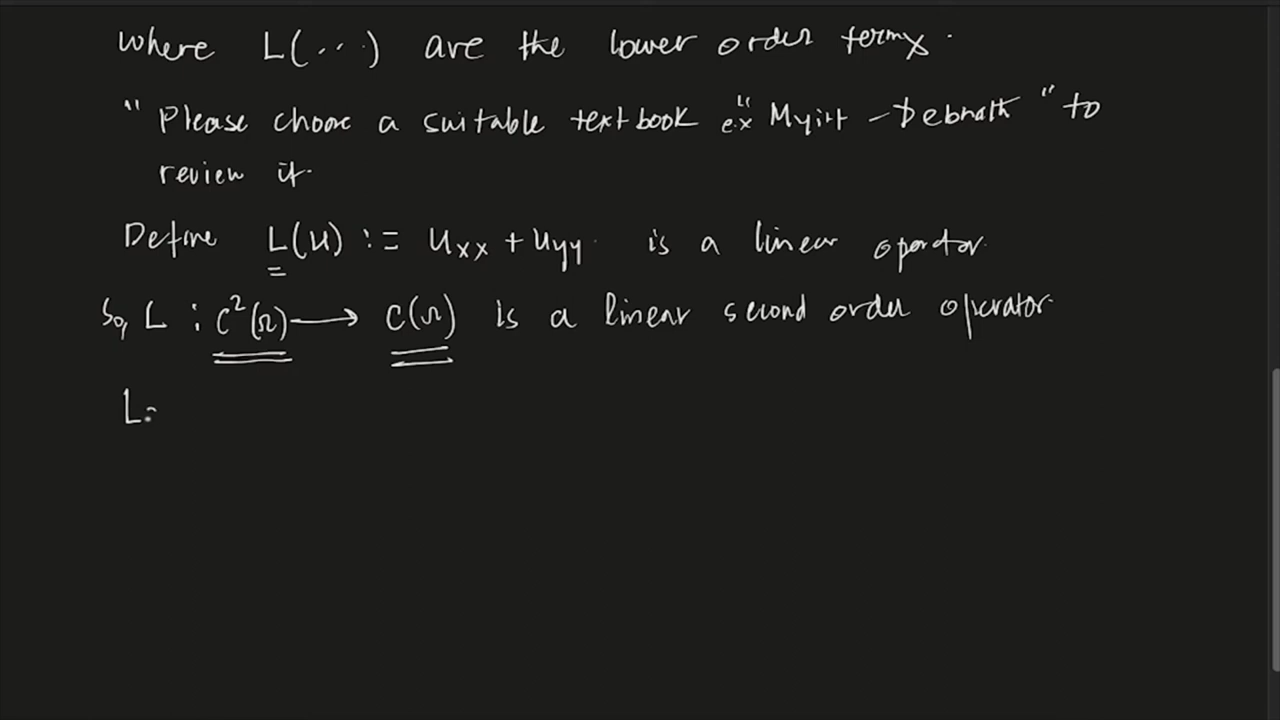 where L(...) are the lower order terms.
"Please choose a suitable textbook ex "Myint-Debnath" to
review it.
Define L(u) := u_xx + u_yy is a linear operator.
So, L : C²(Ω) → C(Ω) is a linear second order operator.
L: